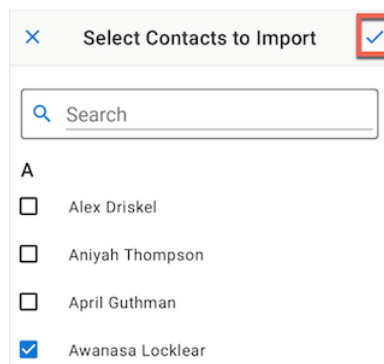 Select Contacts to Import
Search
A
Alex Driskel
Aniyah Thompson
April Guthman
Awanasa Locklear